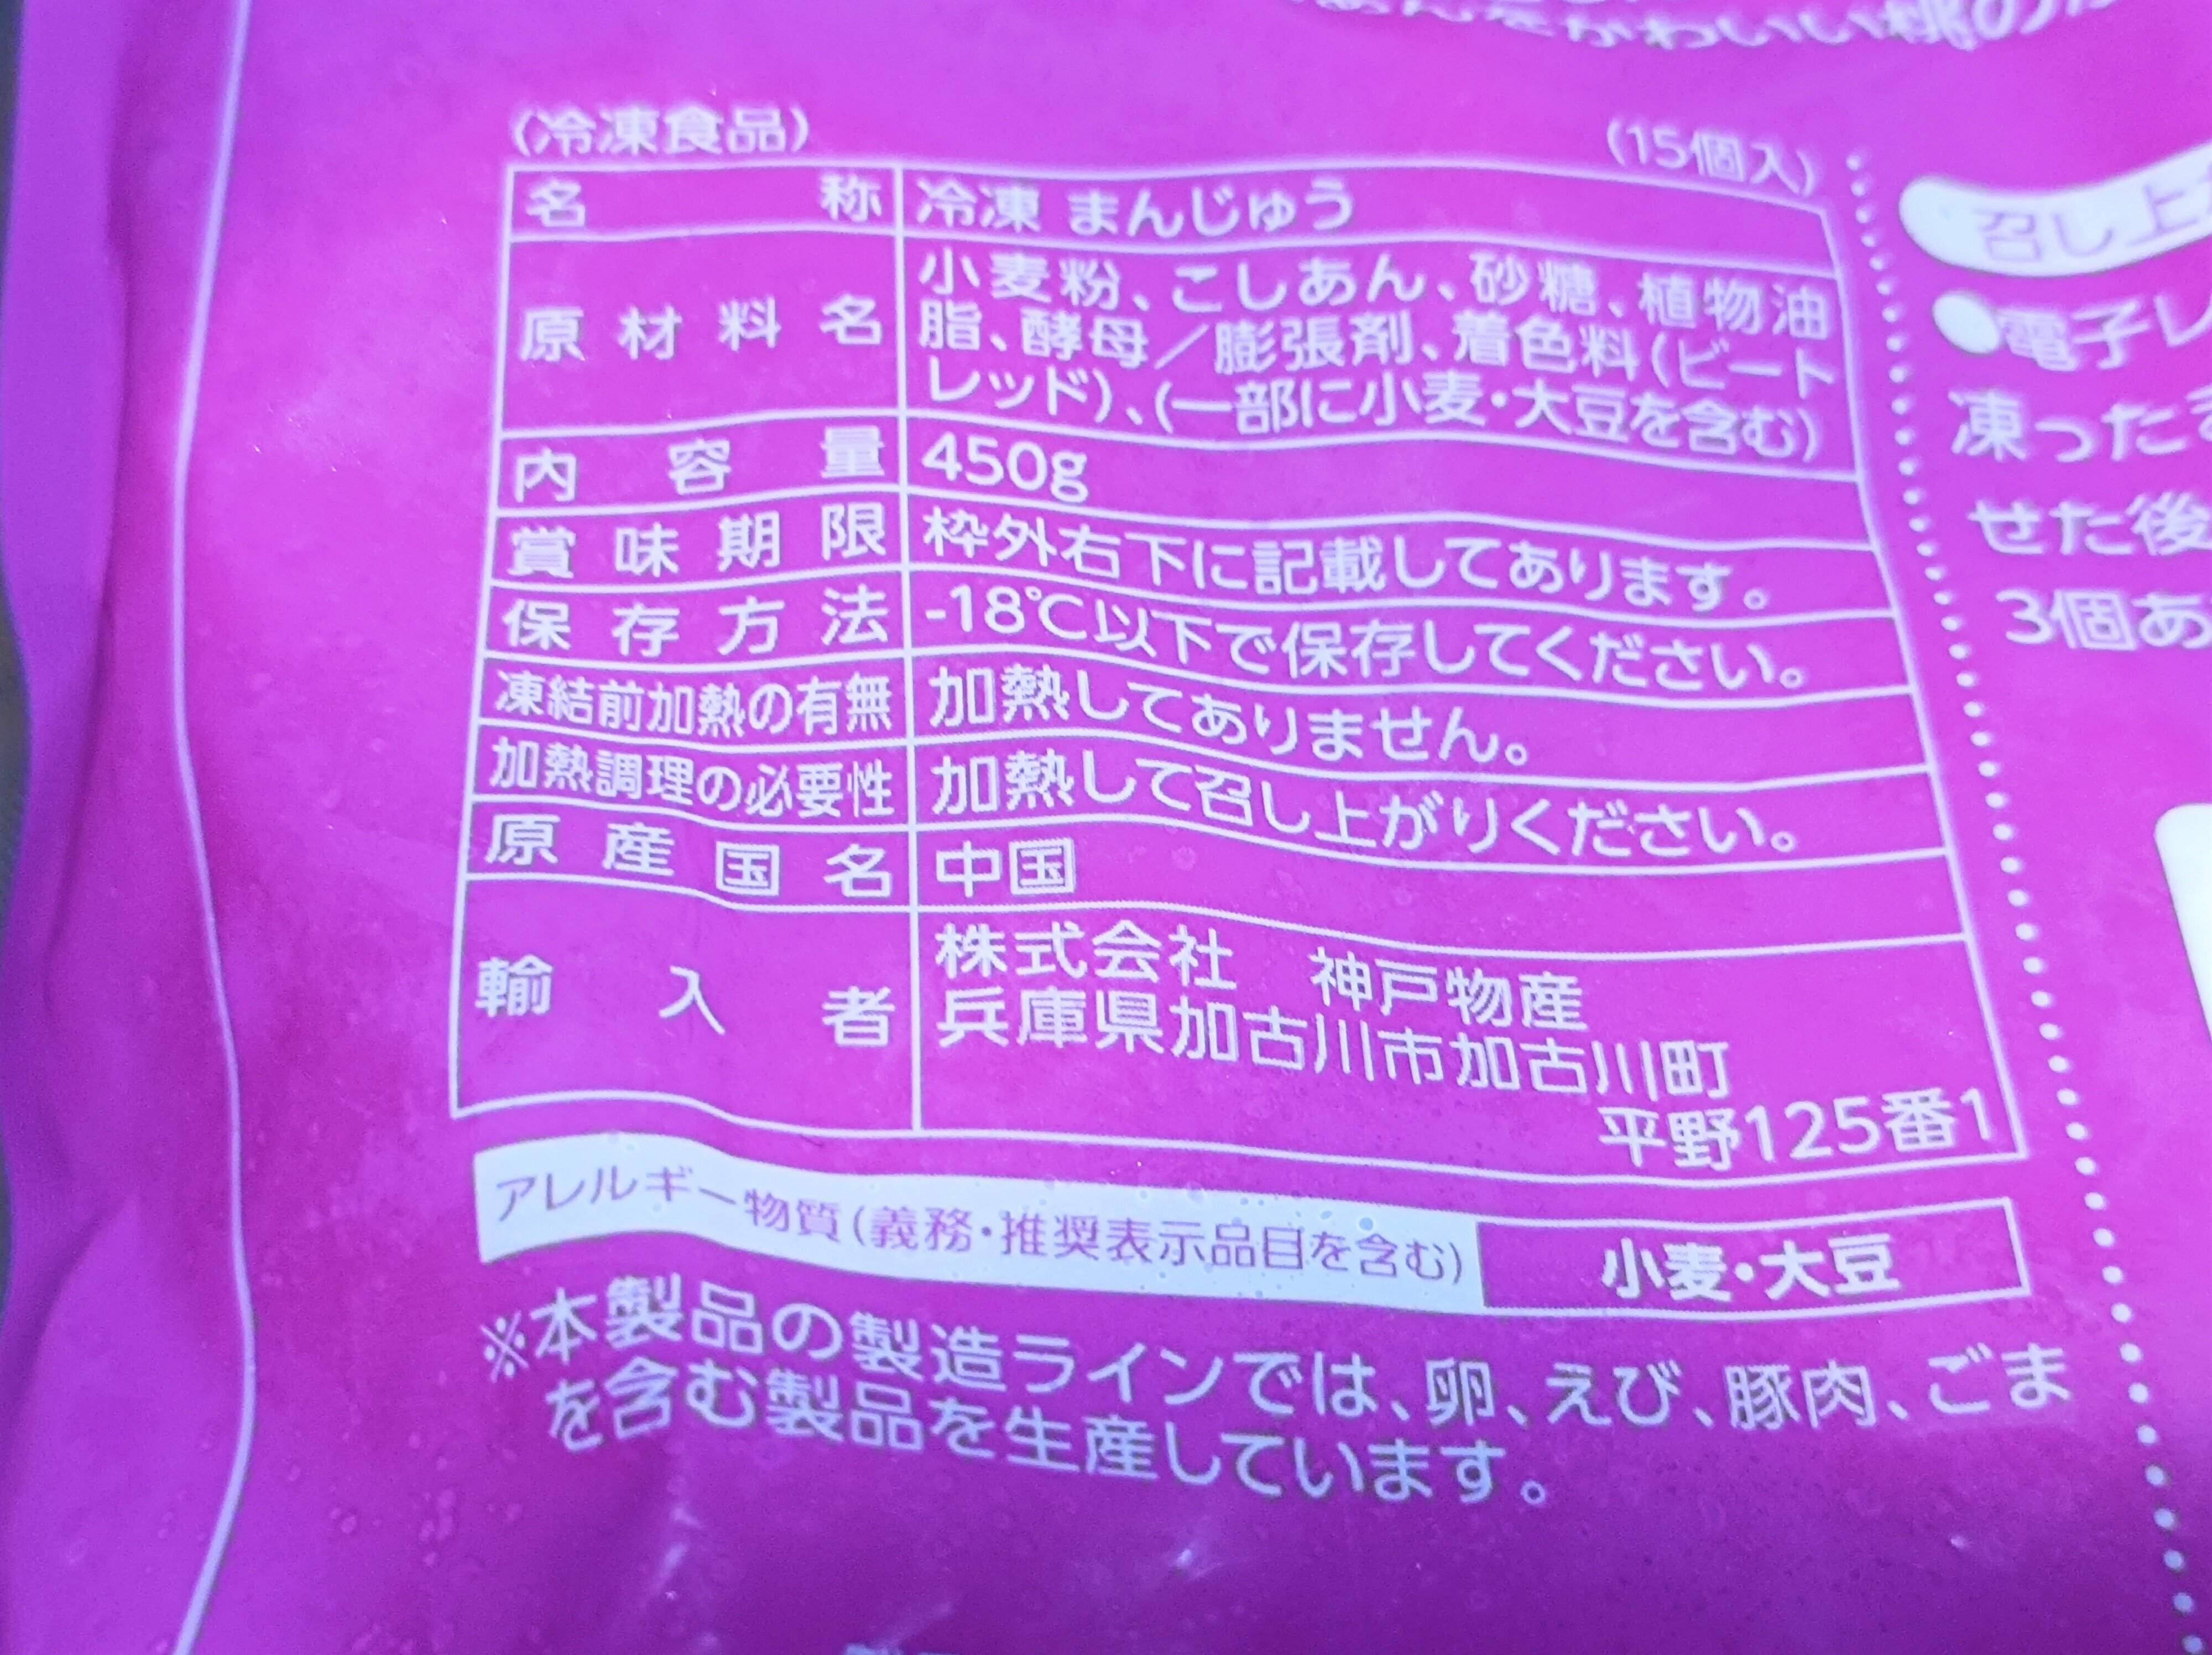 かわいい桃の
〈冷凍食品〉
(15個入)
名称 冷凍 まんじゅう
原材料名 小麦粉、こしあん、砂糖、植物油
脂、酵母／膨張剤、着色料(ビート
レッド)、(一部に小麦・大豆を含む)
内容量 450g
賞味期限 枠外右下に記載してあります。
保存方法 -18℃以下で保存してください。
凍結前加熱の有無 加熱してありません。
加熱調理の必要性 加熱して召し上がりください。
原産国名 中国
輸入者 株式会社 神戸物産
兵庫県加古川市加古川町
平野125番1
アレルギー物質(義務・推奨表示品目を含む) 小麦・大豆
※本製品の製造ラインでは、卵、えび、豚肉、ごま
を含む製品を生産しています。
召し上
●電子レ
凍ったま
せた後
3個あ